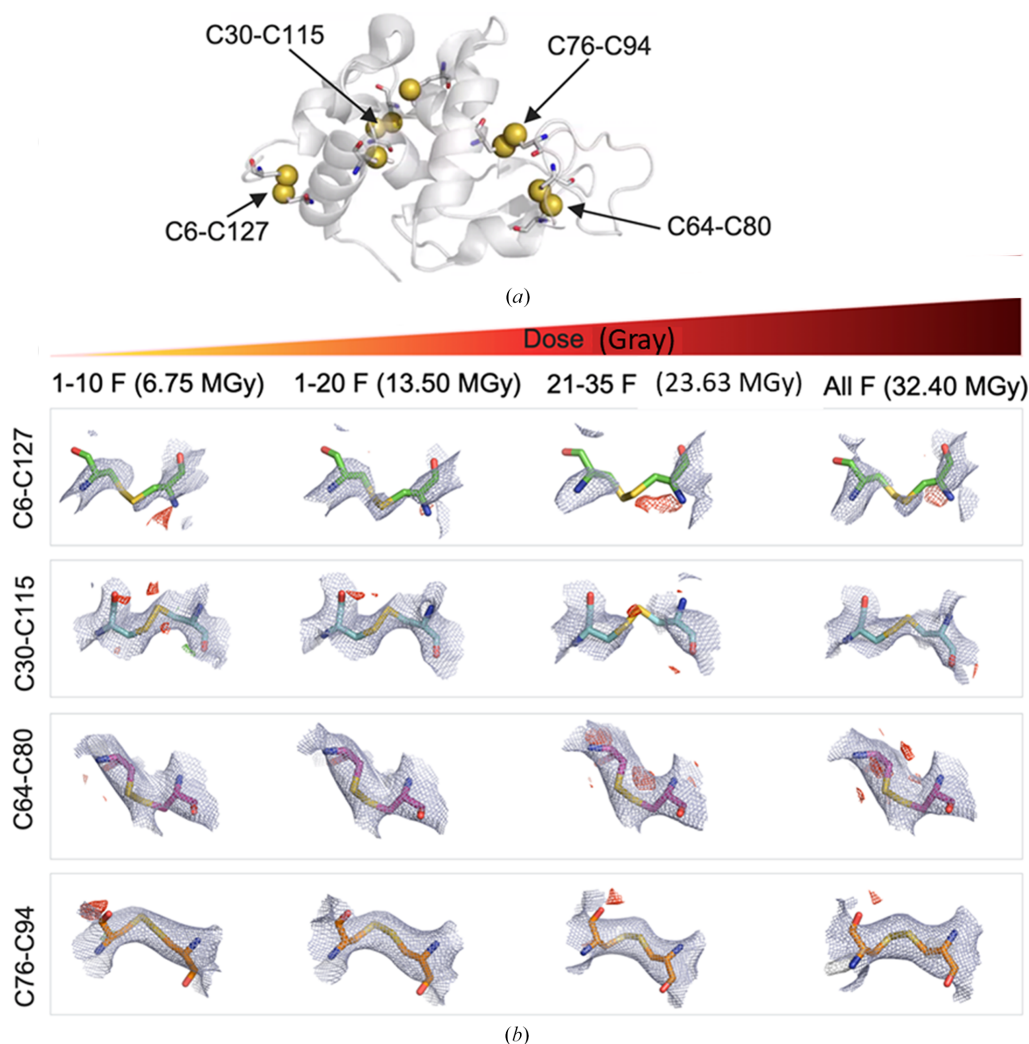 C30-C115
C76-C94
C6-C127
C64-C80
(a)
Dose (Gray)
1-10 F (6.75 MGy) 1-20 F (13.50 MGy) 21-35 F (23.63 MGy) All F (32.40 MGy)
C6-C127
C30-C115
C64-C80
C76-C94
(b)